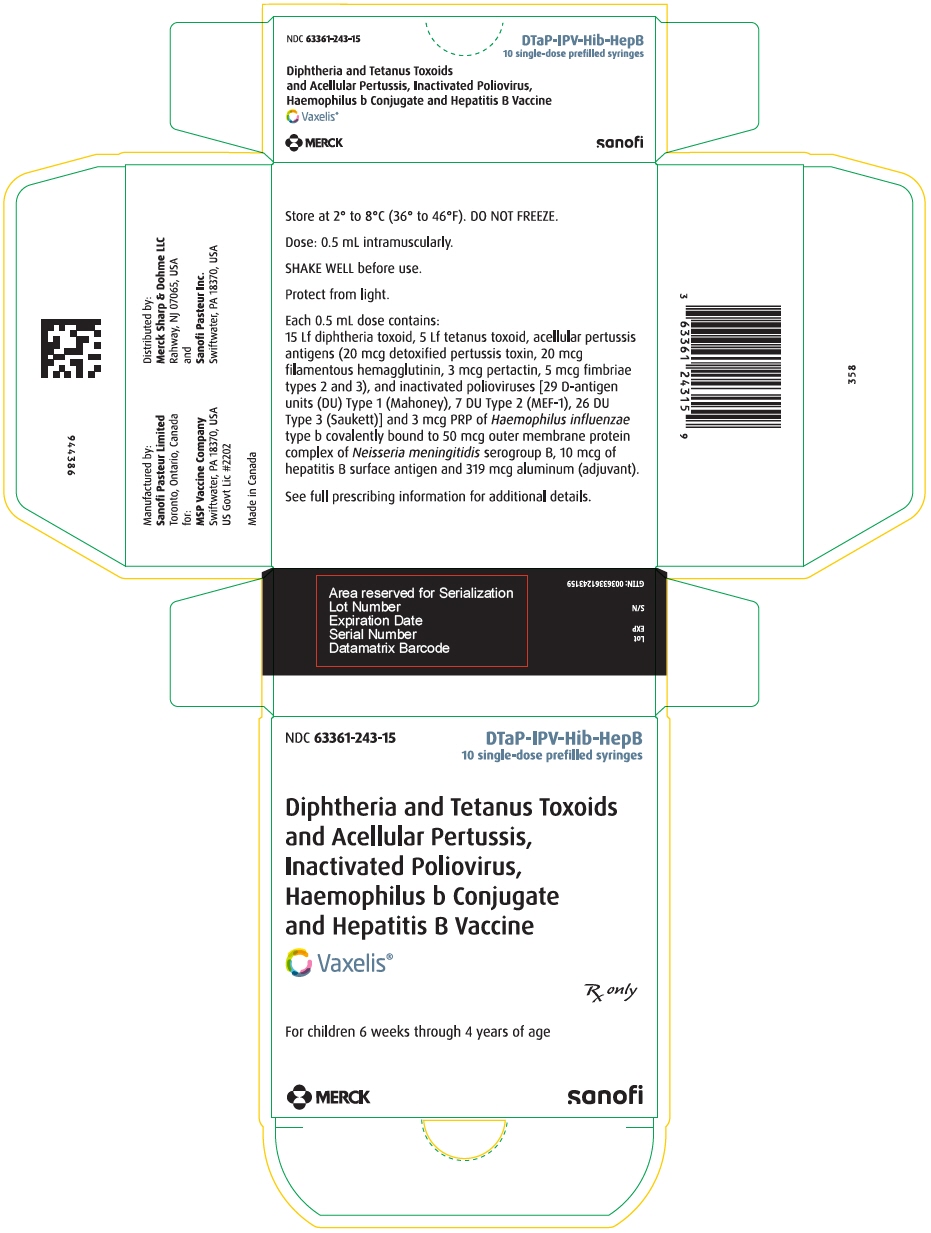 NDC 63361-243-15
DTaP-IPV-Hib-HepB
10 single-dose prefilled syringes
Diphtheria and Tetanus Toxoids
and Acellular Pertussis, Inactivated Poliovirus,
Haemophilus b Conjugate and Hepatitis B Vaccine
Vaxelis®
MERCK
sanofi
Store at 2° to 8°C (36° to 46°F). DO NOT FREEZE.
Dose: 0.5 mL intramuscularly.
SHAKE WELL before use.
Protect from light.
Each 0.5 mL dose contains:
15 Lf diphtheria toxoid, 5 Lf tetanus toxoid, acellular pertussis
antigens (20 mcg detoxified pertussis toxin, 20 mcg
filamentous hemagglutinin, 3 mcg pertactin, 5 mcg fimbriae
types 2 and 3), and inactivated polioviruses [29 D-antigen
units (DU) Type 1 (Mahoney), 7 DU Type 2 (MEF-1), 26 DU
Type 3 (Saukett)] and 3 mcg PRP of Haemophilus influenzae
type b covalently bound to 50 mcg outer membrane protein
complex of Neisseria meningitidis serogroup B, 10 mcg of
hepatitis B surface antigen and 319 mcg aluminum (adjuvant).
See full prescribing information for additional details.
944386
Manufactured by:
Sanofi Pasteur Limited
Toronto, Ontario, Canada
for:
MSP Vaccine Company
Swiftwater, PA 18370, USA
US Govt Lic #2202
Made in Canada
Distributed by:
Merck Sharp & Dohme LLC
Rahway, NJ 07065, USA
and
Sanofi Pasteur Inc.
Swiftwater, PA 18370, USA
3 63361 24315 9
358
Area reserved for Serialization
Lot Number
Expiration Date
Serial Number
Datamatrix Barcode
Lot
EXP
S/N
GTIN: 00363361243159
NDC 63361-243-15
DTaP-IPV-Hib-HepB
10 single-dose prefilled syringes
Diphtheria and Tetanus Toxoids
and Acellular Pertussis,
Inactivated Poliovirus,
Haemophilus b Conjugate
and Hepatitis B Vaccine
Vaxelis®
Rx only
For children 6 weeks through 4 years of age
MERCK
sanofi